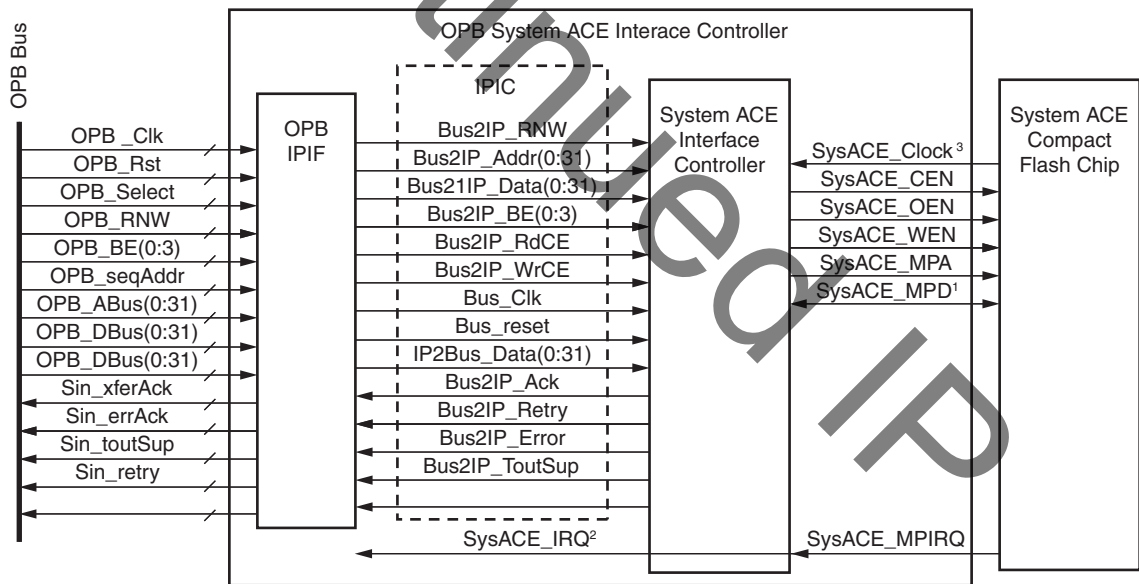 OPB System ACE Interace Controller
OPB Bus
OPB _Clk
OPB_Rst
OPB_Select
OPB_RNW
OPB_BE(0:3)
OPB_seqAddr
OPB_ABus(0:31)
OPB_DBus(0:31)
OPB_DBus(0:31)
Sin_xferAck
Sin_errAck
Sin_toutSup
Sin_retry
OPB
IPIF
IPIC
Bus2IP_RNW
Bus2IP_Addr(0:31)
Bus21IP_Data(0:31)
Bus2IP_BE(0:3)
Bus2IP_RdCE
Bus2IP_WrCE
Bus_Clk
Bus_reset
IP2Bus_Data(0:31)
Bus2IP_Ack
Bus2IP_Retry
Bus2IP_Error
Bus2IP_ToutSup
SysACE_IRQ²
System ACE
Interface
Controller
SysACE_Clock ³
SysACE_CEN
SysACE_OEN
SysACE_WEN
SysACE_MPA
SysACE_MPD¹
SysACE_MPIRQ
System ACE
Compact
Flash Chip
nued IP